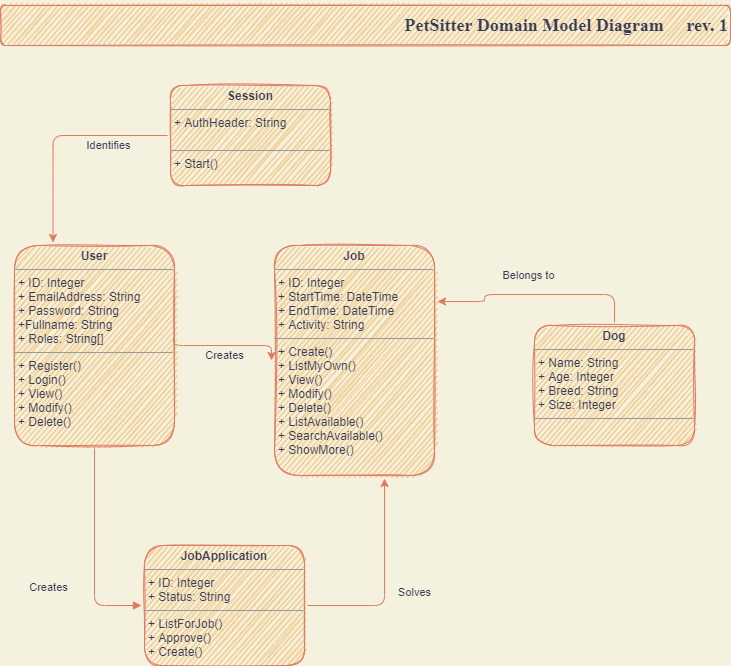 PetSitter Domain Model Diagram rev. 1
Session
+ AuthHeader: String
+ Start()
Identifies
User
+ ID: Integer
+ EmailAddress: String
+ Password: String
+Fullname: String
+ Roles: String[]
+ Register()
+ Login()
+ View()
+ Modify()
+ Delete()
Creates
Job
+ ID: Integer
+ StartTime: DateTime
+ EndTime: DateTime
+ Activity: String
+ Create()
+ ListMyOwn()
+ View()
+ Modify()
+ Delete()
+ ListAvailable()
+ SearchAvailable()
+ ShowMore()
Belongs to
Dog
+ Name: String
+ Age: Integer
+ Breed: String
+ Size: Integer
Creates
JobApplication
+ ID: Integer
+ Status: String
+ ListForJob()
+ Approve()
+ Create()
Solves